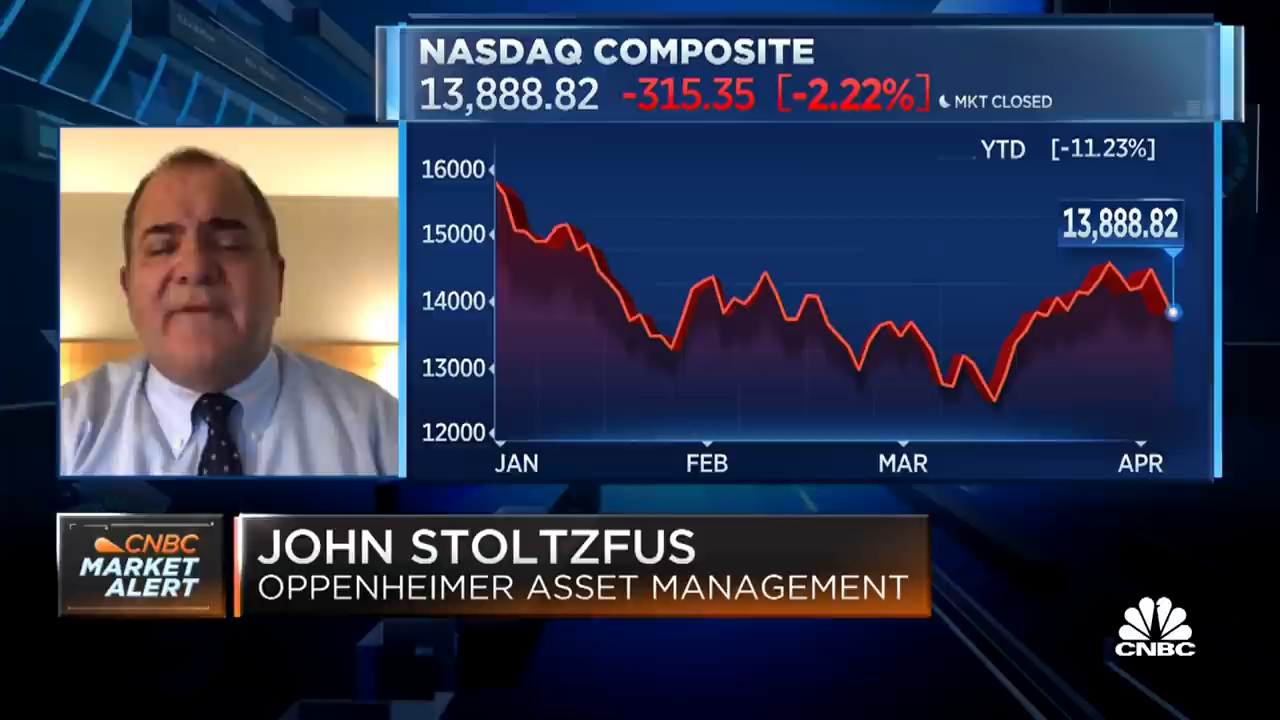 NASDAQ COMPOSITE
13,888.82 -315.35 [-2.22%] MKT CLOSED
YTD [-11.23%]
16000
15000
14000
13000
12000
13,888.82
JAN FEB MAR APR
CNBC
MARKET
ALERT
JOHN STOLTZFUS
OPPENHEIMER ASSET MANAGEMENT
CNBC